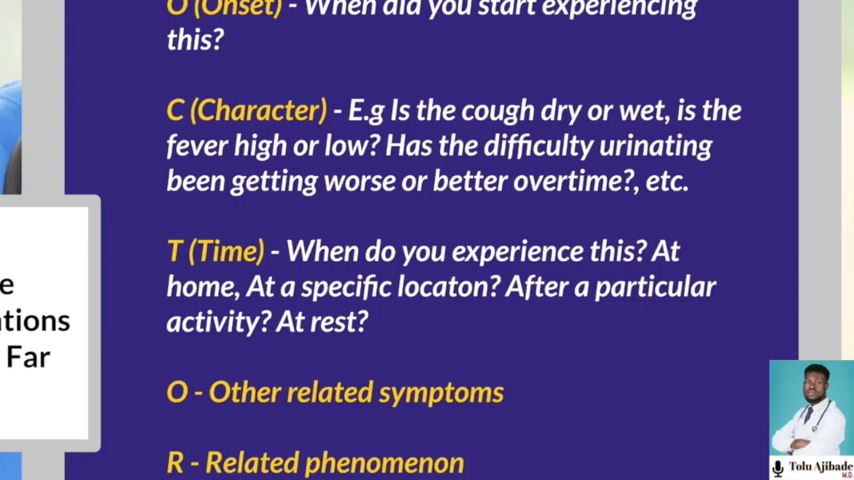 O (Onset) - When did you start experiencing
this?
C (Character) - E.g Is the cough dry or wet, is the
fever high or low? Has the difficulty urinating
been getting worse or better overtime?, etc.
T (Time) - When do you experience this? At
home, At a specific locaton? After a particular
activity? At rest?
O - Other related symptoms
R - Related phenomenon
e
ations
Far
Tolu Ajibade
M.D.